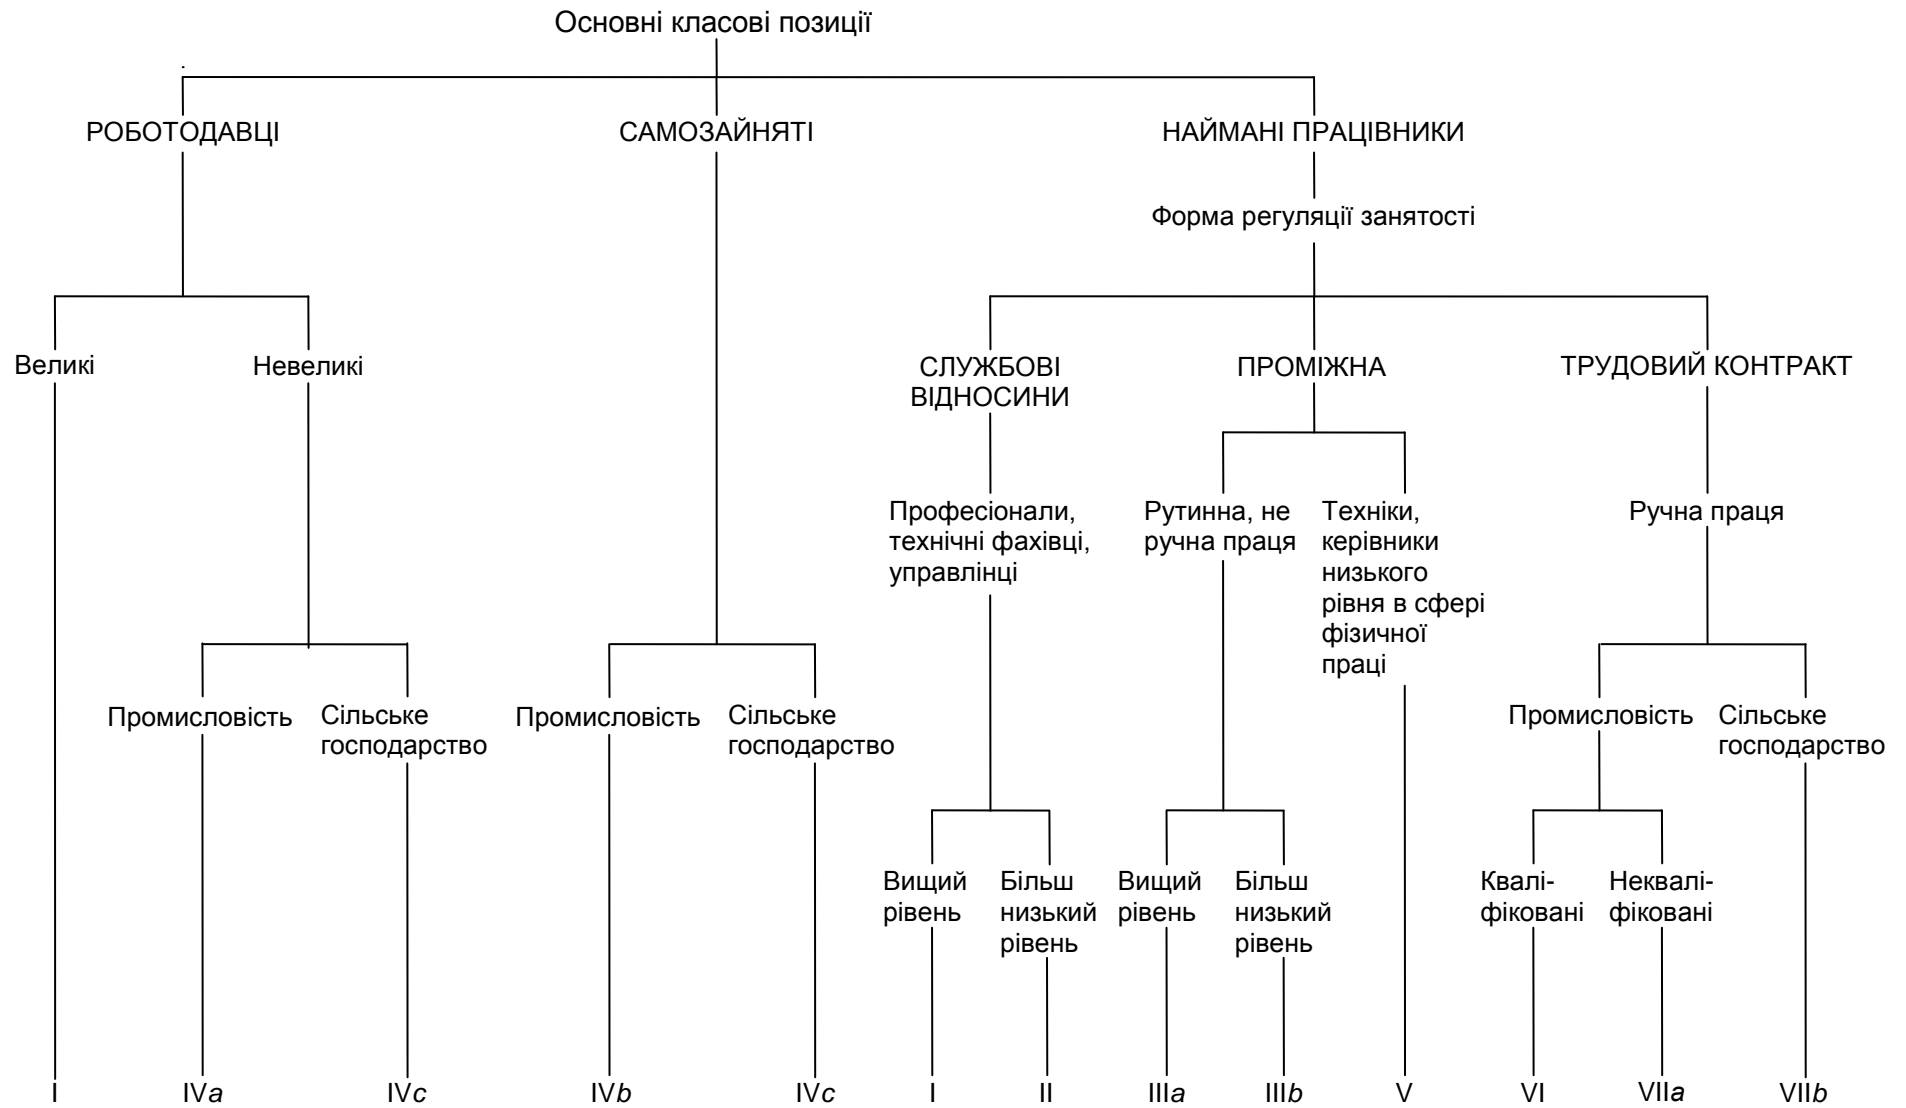 Основні класові позиції
РОБОТОДАВЦІ
САМОЗАЙНЯТІ
НАЙМАНІ ПРАЦІВНИКИ
Форма регуляції занятості
Великі
Невеликі
СЛУЖБОВІ
ВІДНОСИНИ
ПРОМІЖНА
ТРУДОВИЙ КОНТРАКТ
Професіонали,
технічні фахівці,
управлінці
Рутинна, не
ручна праця
Техніки,
керівники
низького
рівня в сфері
фізичної
праці
Ручна праця
Промисловість
Сільське
господарство
Промисловість
Сільське
господарство
Промисловість
Сільське
господарство
Вищий
рівень
Більш
низький
рівень
Вищий
рівень
Більш
низький
рівень
Квалі-
фіковані
Неквалі-
фіковані
I
IVa
IVc
IVb
IVc
I
II
IIIa
IIIb
V
VI
VIIa
VIIb